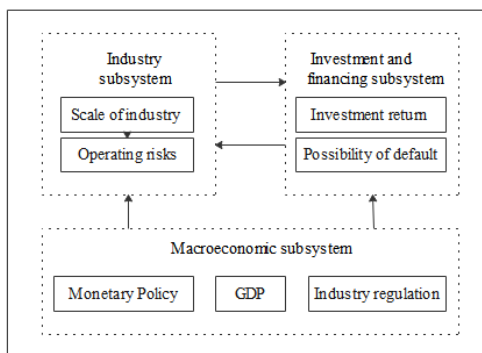 Industry
subsystem
Scale of industry
Operating risks
Investment and
financing subsystem
Investment return
Possibility of default
Macroeconomic subsystem
Monetary Policy
GDP
Industry regulation